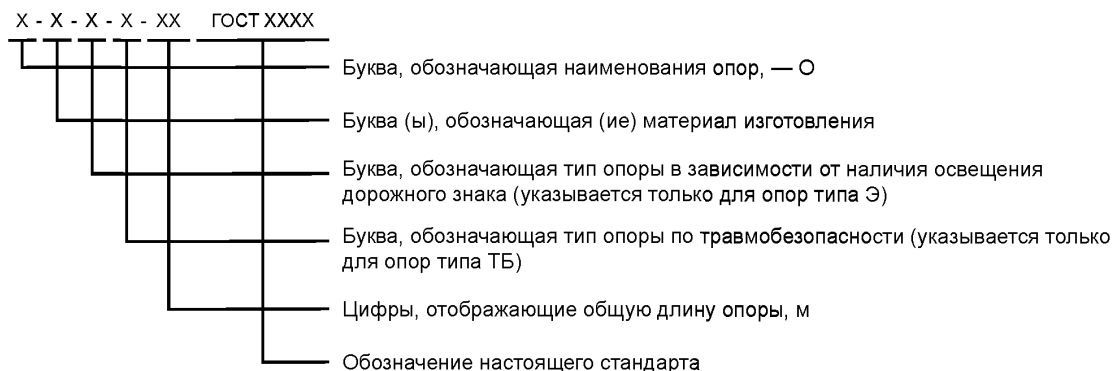 X - X - X - X - XX ГОСТ XXXX
Буква, обозначающая наименования опор, — О
Буква (ы), обозначающая (ие) материал изготовления
Буква, обозначающая тип опоры в зависимости от наличия освещения
дорожного знака (указывается только для опор типа Э)
Буква, обозначающая тип опоры по травмобезопасности (указывается только
для опор типа ТБ)
Цифры, отображающие общую длину опоры, м
Обозначение настоящего стандарта